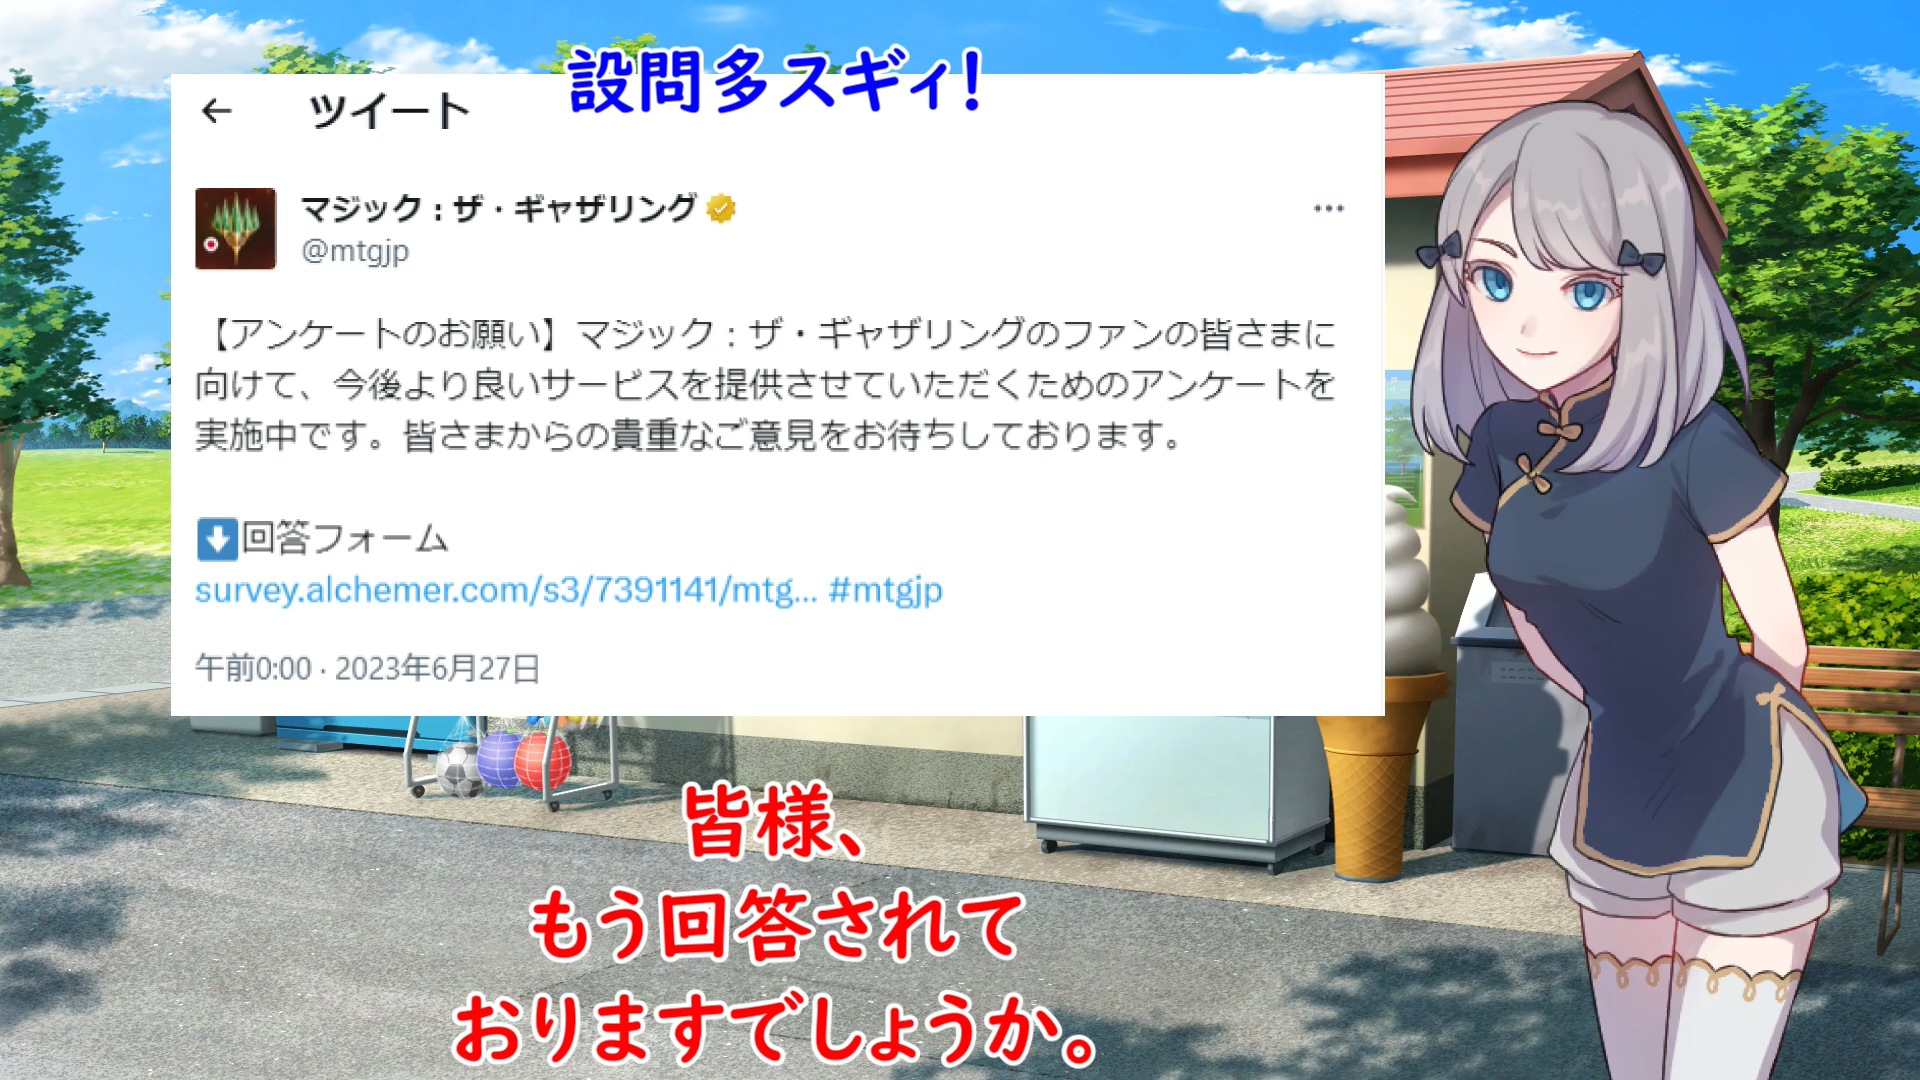 設問多スギィ!
ツイート
マジック:ザ・ギャザリング
@mtgjp
【アンケートのお願い】マジック:ザ・ギャザリングのファンの皆さまに
向けて、今後より良いサービスを提供させていただくためのアンケートを
実施中です。皆さまからの貴重なご意見をお待ちしております。
⬇️回答フォーム
survey.alchemer.com/s3/7391141/mtg... #mtgjp
午前0:00 · 2023年6月27日
皆様、
もう回答されて
おりますでしょうか。